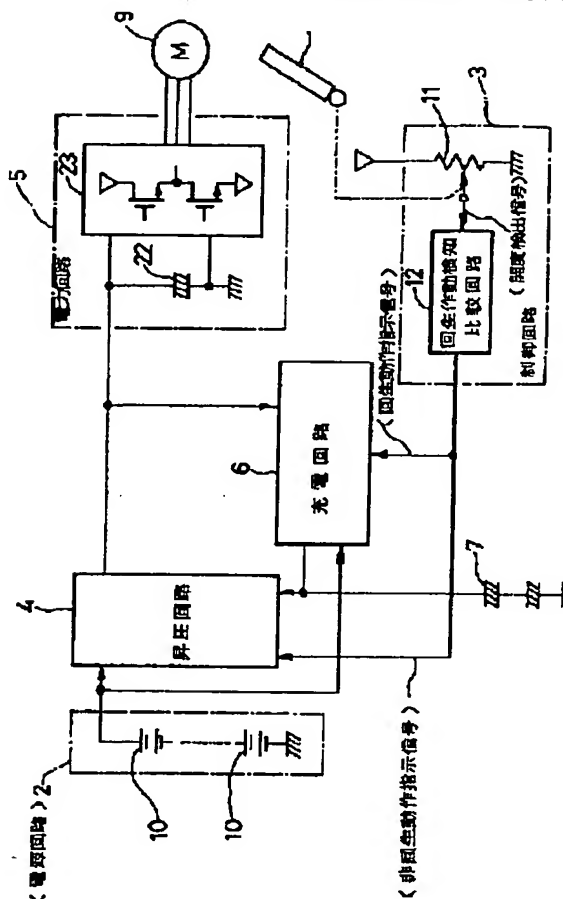 (電源回路)2
10
10
4
昇圧回路
(非回生動作指示信号)
6
充電回路
7
(回生動作指示信号)
5
電力回路
22
23
M
9
12
回生作動検知
比較回路
制御回路
(開度検出信号)
11
3